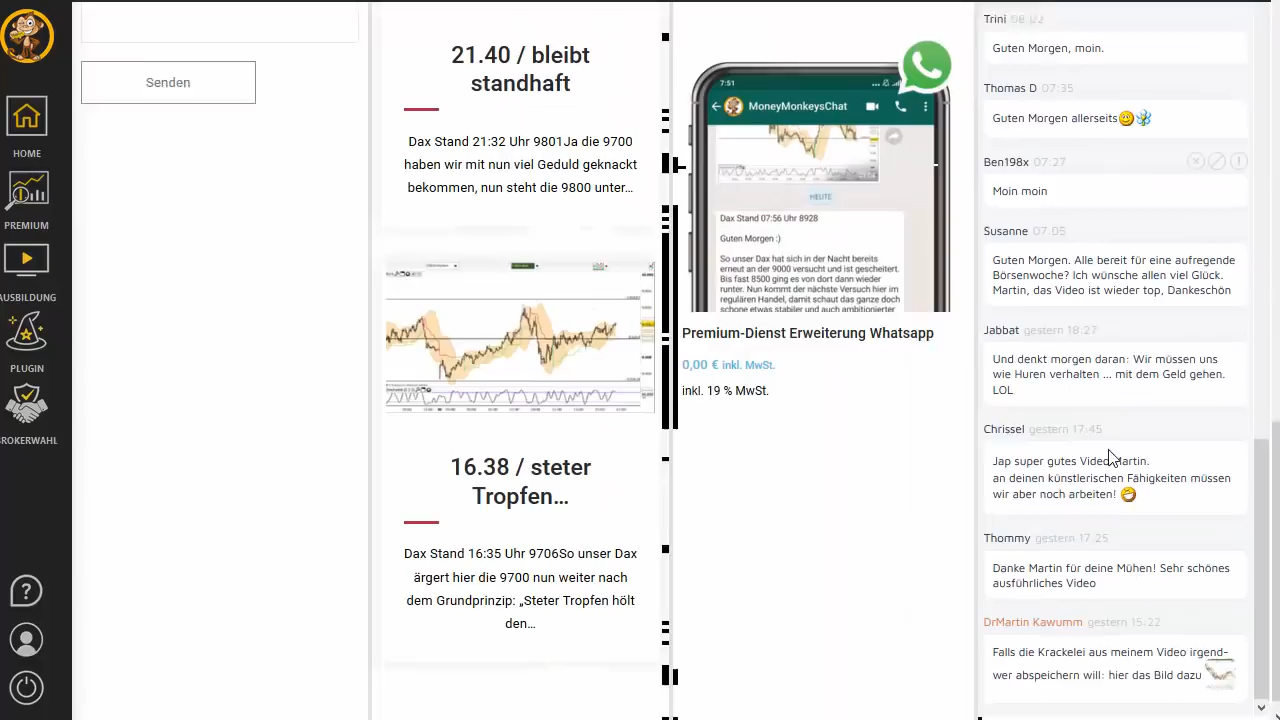 HOME
PREMIUM
AUSBILDUNG
PLUGIN
BROKERWAHL
?
Senden
21.40 / bleibt
standhaft
Dax Stand 21:32 Uhr 9801Ja die 9700
haben wir mit nun viel Geduld geknackt
bekommen, nun steht die 9800 unter…
16.38 / steter
Tropfen…
Dax Stand 16:35 Uhr 9706So unser Dax
ärgert hier die 9700 nun weiter nach
dem Grundprinzip: „Steter Tropfen hölt
den…
7:51
MoneyMonkeysChat
HEUTE
Dax Stand 07:56 Uhr 8928
Guten Morgen :)
So unser Dax hat sich in der Nacht bereits
erneut an der 9000 versucht und ist gescheitert.
Bis fast 8500 ging es von dort dann wieder
runter. Nun kommt der nächste Versuch hier im
regulären Handel, damit schaut das ganze doch
schon etwas stabiler und auch ambitionierter
Premium-Dienst Erweiterung Whatsapp
0,00 € inkl. MwSt.
inkl. 19 % MwSt.
Trini
Guten Morgen, moin.
Thomas D 07:35
Guten Morgen allerseits
Ben198x 07:27
Moin moin
Susanne 07:05
Guten Morgen. Alle bereit für eine aufregende
Börsenwoche? Ich wünsche allen viel Glück.
Martin, das Video ist wieder top, Dankeschön
Jabbat gestern 18:27
Und denkt morgen daran: Wir müssen uns
wie Huren verhalten ... mit dem Geld gehen.
LOL
Chrissel gestern 17:45
Jap super gutes Video Martin.
an deinen künstlerischen Fähigkeiten müssen
wir aber noch arbeiten!
Thommy gestern 17:25
Danke Martin für deine Mühen! Sehr schönes
ausführliches Video
DrMartin Kawumm gestern 15:22
Falls die Krackelei aus meinem Video irgend-
wer abspeichern will: hier das Bild dazu